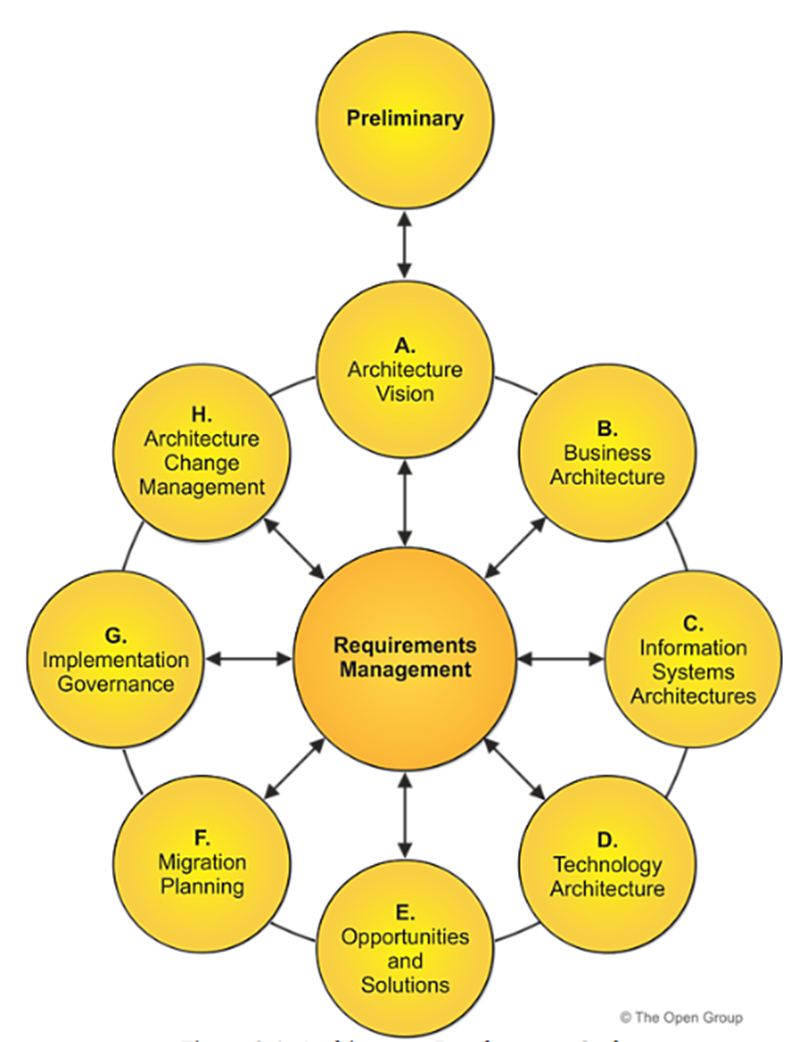 Preliminary
A.
Architecture
Vision
H.
Architecture
Change
Management
B.
Business
Architecture
G.
Implementation
Governance
Requirements
Management
C.
Information
Systems
Architectures
F.
Migration
Planning
D.
Technology
Architecture
E.
Opportunities
and
Solutions
© The Open Group